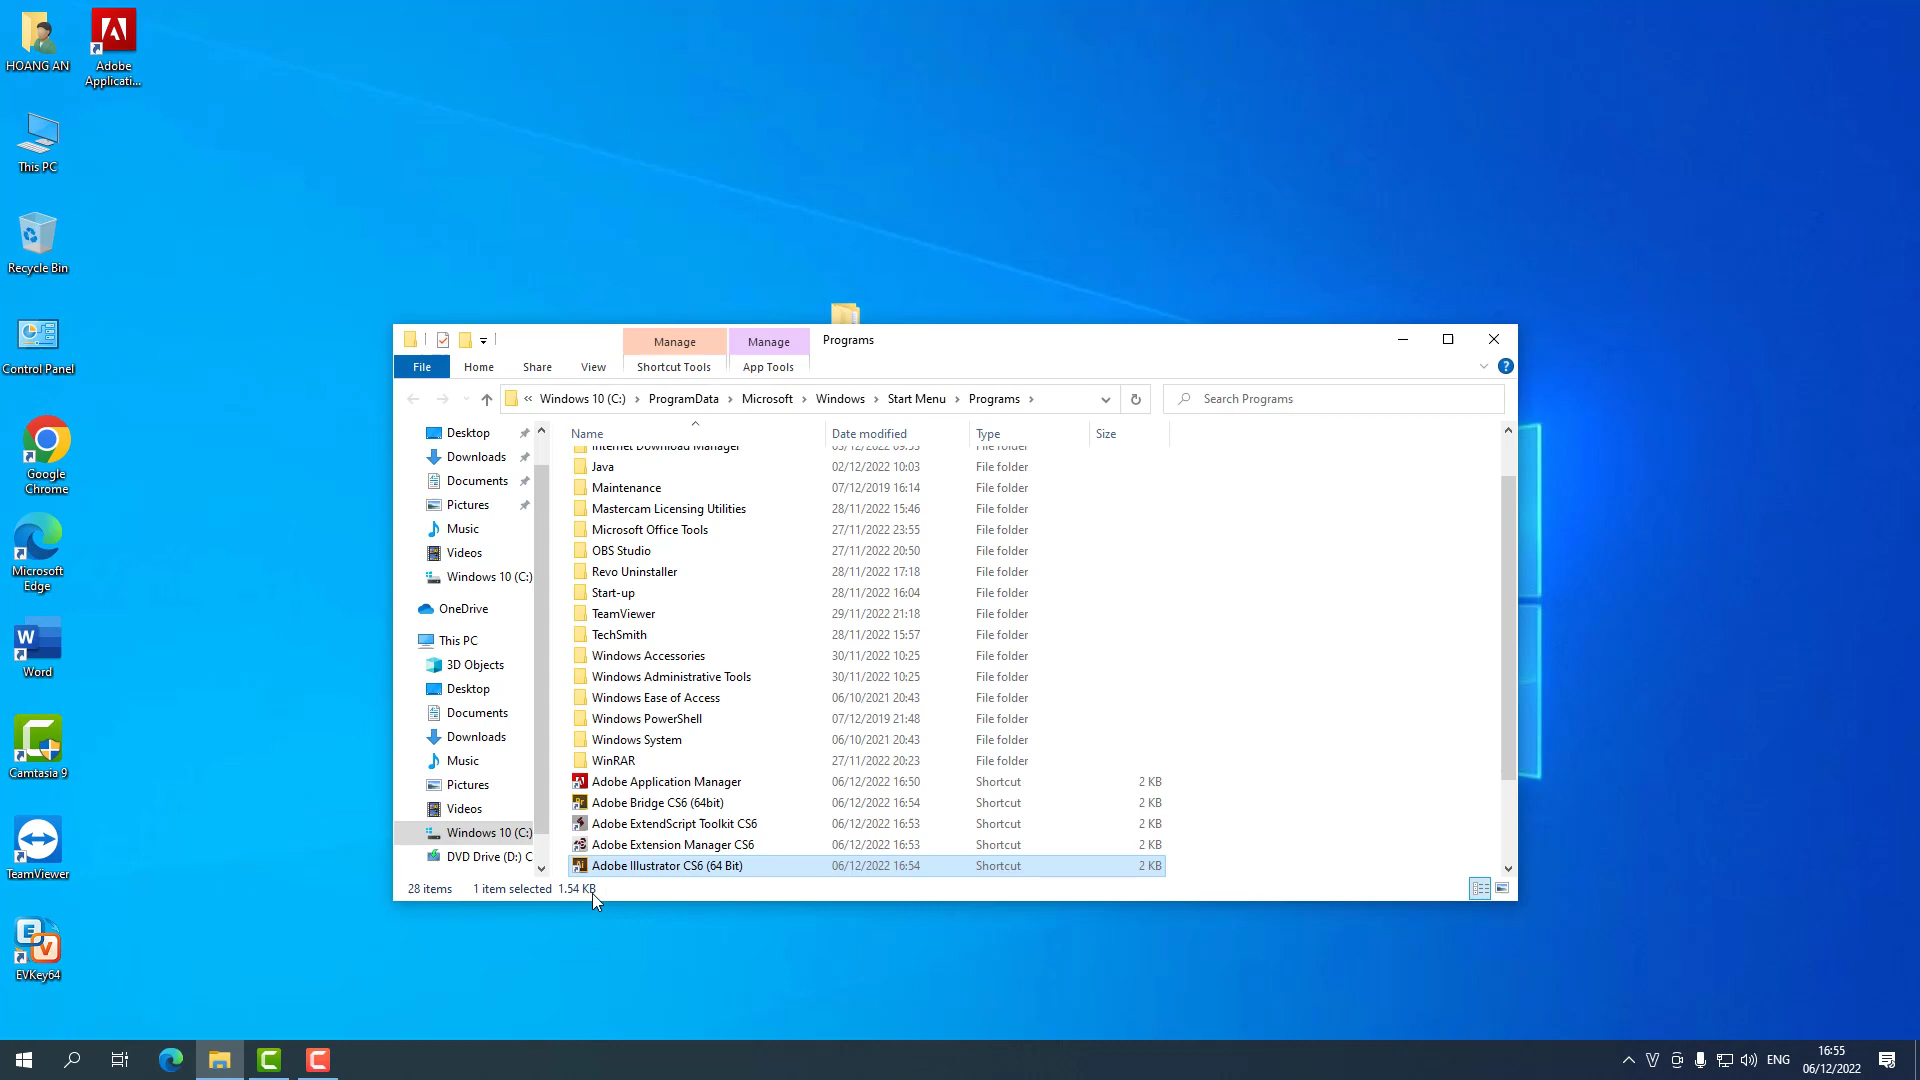 HOANG AN
Adobe
Applicati...
This PC
Recycle Bin
Control Panel
Google
Chrome
Microsoft
Edge
Word
Camtasia 9
TeamViewer
EVKey64
Manage
Manage
Programs
File
Home
Share
View
Shortcut Tools
App Tools
« Windows 10 (C:) › ProgramData › Microsoft › Windows › Start Menu › Programs ›
Search Programs
Desktop
Downloads
Documents
Pictures
Music
Videos
Windows 10 (C:)
OneDrive
This PC
3D Objects
Desktop
Documents
Downloads
Music
Pictures
Videos
Windows 10 (C:)
DVD Drive (D:) C
Name Date modified Type Size
Internet Download Manager 05/12/2022 09:55 File folder
Java 02/12/2022 10:03 File folder
Maintenance 07/12/2019 16:14 File folder
Mastercam Licensing Utilities 28/11/2022 15:46 File folder
Microsoft Office Tools 27/11/2022 23:55 File folder
OBS Studio 27/11/2022 20:50 File folder
Revo Uninstaller 28/11/2022 17:18 File folder
Start-up 28/11/2022 16:04 File folder
TeamViewer 29/11/2022 21:18 File folder
TechSmith 28/11/2022 15:57 File folder
Windows Accessories 30/11/2022 10:25 File folder
Windows Administrative Tools 30/11/2022 10:25 File folder
Windows Ease of Access 06/10/2021 20:43 File folder
Windows PowerShell 07/12/2019 21:48 File folder
Windows System 06/10/2021 20:43 File folder
WinRAR 27/11/2022 20:23 File folder
Adobe Application Manager 06/12/2022 16:50 Shortcut 2 KB
Adobe Bridge CS6 (64bit) 06/12/2022 16:54 Shortcut 2 KB
Adobe ExtendScript Toolkit CS6 06/12/2022 16:53 Shortcut 2 KB
Adobe Extension Manager CS6 06/12/2022 16:53 Shortcut 2 KB
Adobe Illustrator CS6 (64 Bit) 06/12/2022 16:54 Shortcut 2 KB
28 items 1 item selected 1.54 KB
ENG
16:55
06/12/2022